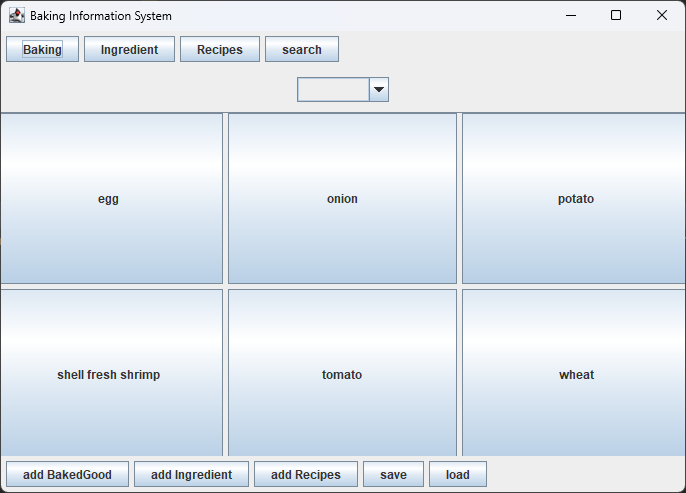 Baking Information System
Baking Ingredient Recipes search
egg onion potato
shell fresh shrimp tomato wheat
add BakedGood add Ingredient add Recipes save load